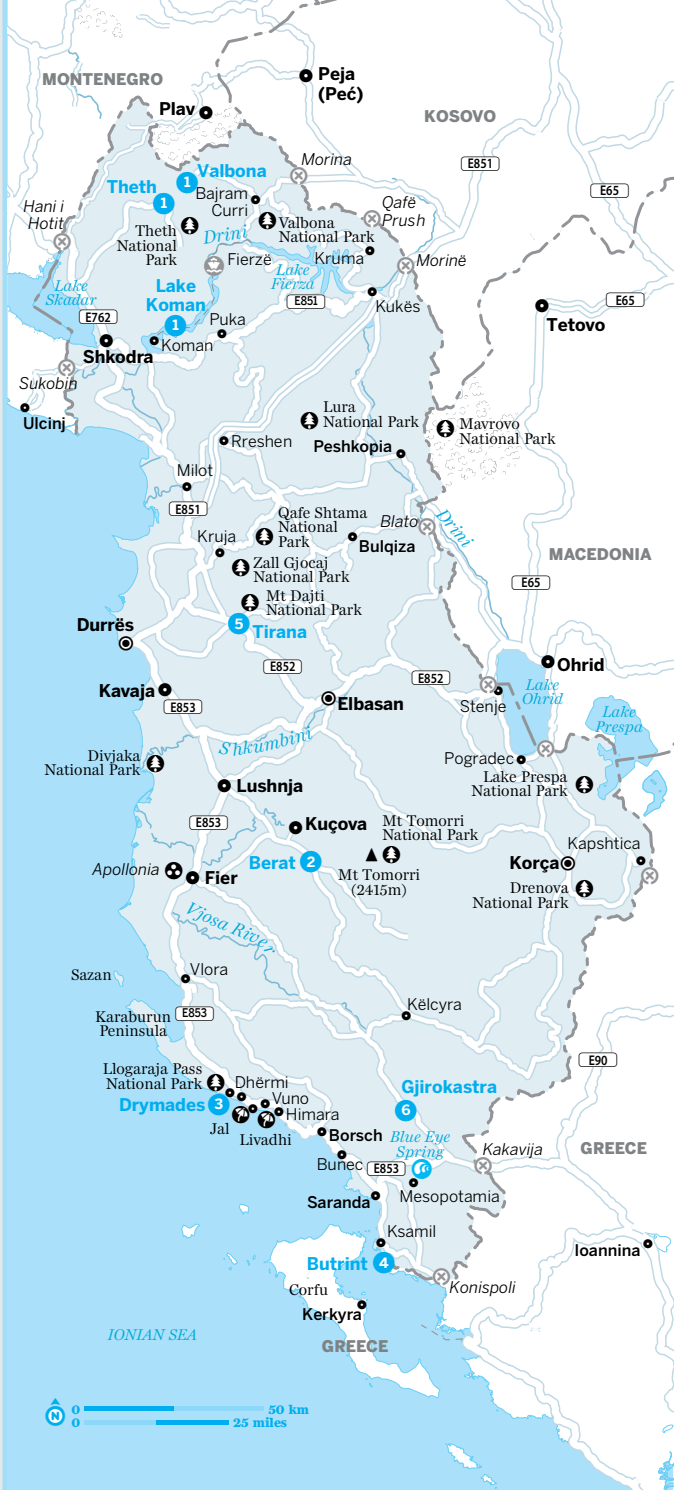 MONTENEGRO
Peja
(Peć)
Plav
KOSOVO
E851
E65
Morina
1
Valbona
Theth
1
Bajram
Curri
Hani i
Hotit
Theth
National
Park
Valbona
National Park
Qafë
Prush
Drini
Fierzë
Kruma
Morinë
Lake
Fierza
Lake
Skadar
Lake
Koman
1
E851
Kukës
E65
E762
Puka
Koman
Shkodra
Tetovo
Sukobin
Ulcinj
Lura
National Park
Mavrovo
National Park
Rreshen
Peshkopia
Milot
E851
Qafe Shtama
National
Park
Blato
Drini
Kruja
Bulqiza
Zall Gjocaj
National Park
MACEDONIA
E65
Mt Dajti
National Park
Durrës
5
Tirana
E852
E852
Ohrid
Kavaja
E853
Elbasan
Stenje
Lake
Ohrid
Lake
Prespa
Shkumbini
Divjaka
National Park
Pogradec
Lake Prespa
National Park
Lushnja
E853
Kuçova
Mt Tomorri
National Park
Kapshtica
Berat
2
Mt Tomorri
(2415m)
Korça
Apollonia
Fier
Drenova
National Park
Vjosa River
Sazan
Vlora
Karaburun
Peninsula
E853
Këlcyra
E90
Llogaraja Pass
National Park
Dhërmi
Drymades
3
Vuno
Himara
Jal
Livadhi
Gjirokastra
6
Borsch
Blue Eye
Spring
Kakavija
GREECE
Bunec
E853
Mesopotamia
Saranda
Ksamil
Ioannina
Butrint
4
Konispoli
Corfu
Kerkyra
GREECE
IONIAN SEA
N
0
50 km
0
25 miles